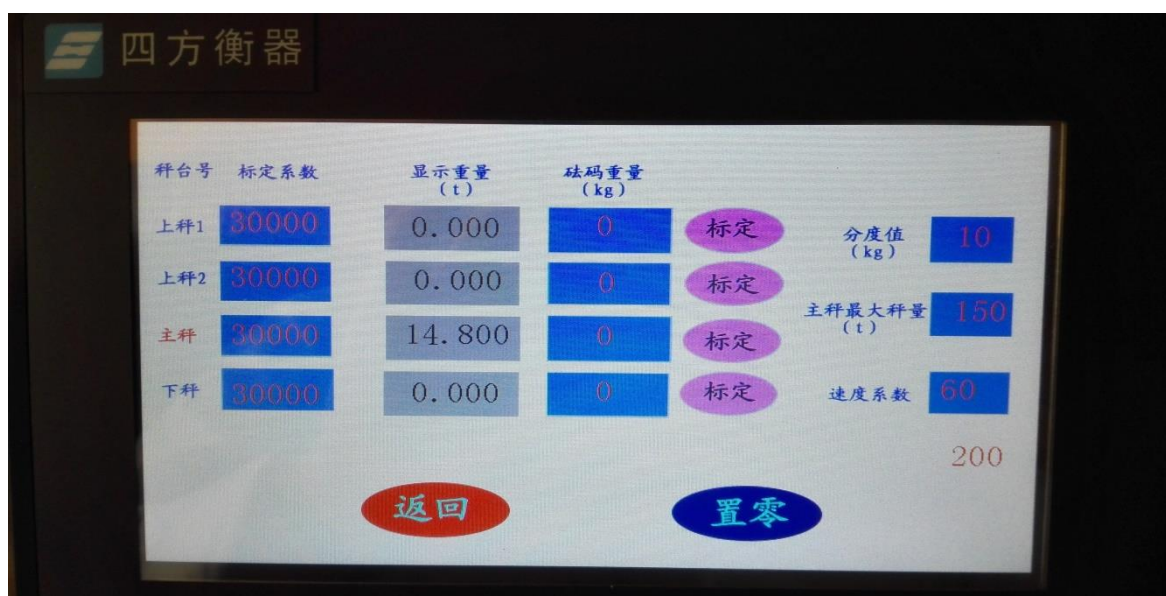 四方衡器
秤台号 标定系数 显示重量 砝码重量
(t) (kg)
上秤1 30000 0.000 0 标定 分度值 10
(kg)
上秤2 30000 0.000 0 标定
主秤最大秤量 150
(t)
主秤 30000 14.800 0 标定
下秤 30000 0.000 0 标定 速度系数 60
200
返回 置零